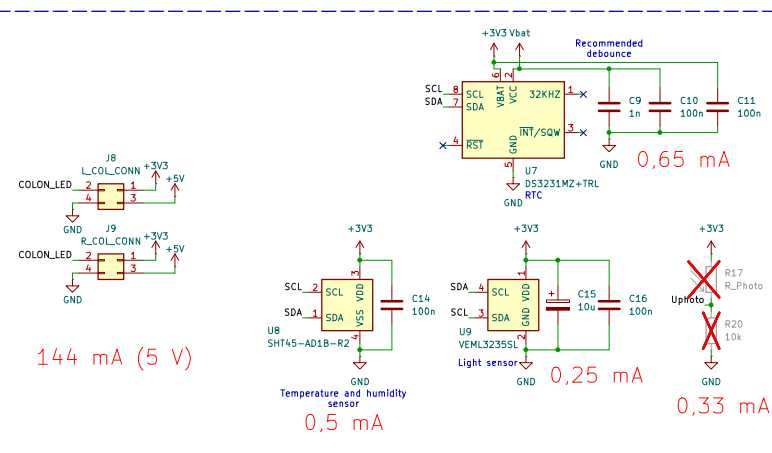 +3V3 Vbat
Recommended
debounce
SCL 8 SCL
SDA 7 SDA
6 VBAT
2 VCC
32KHZ 1
INT/SQW 3
4 RST
GND 5
GND
U7
DS3231MZ+TRL
RTC
C9
1n
C10
100n
C11
100n
GND
0,65 mA
J8
L_COL_CONN
+3V3
+5V
COLON_LED 2 1
4 3
GND
J9
R_COL_CONN
+3V3
+5V
COLON_LED 2 1
4 3
GND
144 mA (5 V)
+3V3
3 VDD
SCL 2 SCL
SDA 1 SDA
VSS 4
C14
100n
U8
SHT45-AD1B-R2
GND
Temperature and humidity
sensor
0,5 mA
+3V3
1 VDD
SDA 4 SDA
SCL 3 SCL
GND 2
+
C15
10u
C16
100n
U9
VEML3235SL
Light sensor
GND
0,25 mA
+3V3
R17
R_Photo
Uphoto
R20
10k
GND
0,33 mA